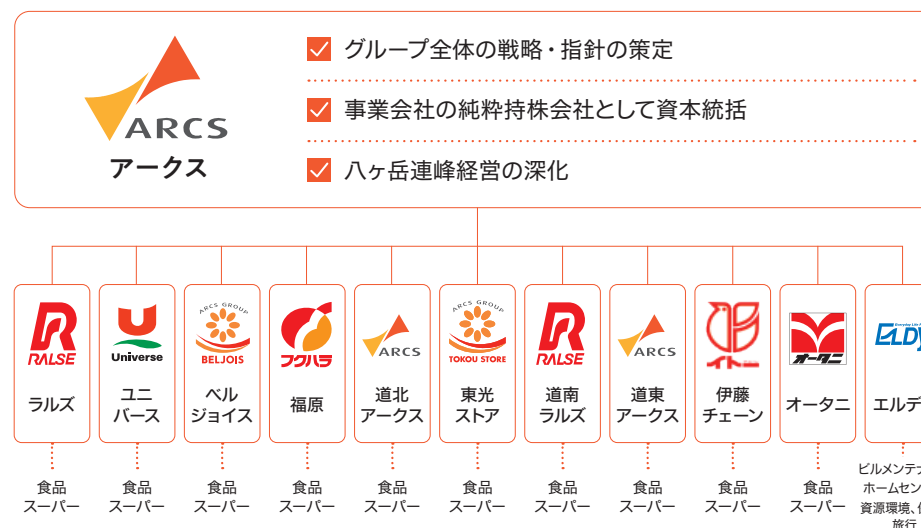 ARCS
アークス
グループ全体の戦略・指針の策定
事業会社の純粋持株会社として資本統括
八ヶ岳連峰経営の深化
RALSE
ラルズ
食品
スーパー
Universe
ユニ
バース
食品
スーパー
ARCS GROUP
BELJOIS
ベル
ジョイス
食品
スーパー
フクハラ
福原
食品
スーパー
ARCS
道北
アークス
食品
スーパー
ARCS GROUP
TOKOU STORE
東光
ストア
食品
スーパー
RALSE
道南
ラルズ
食品
スーパー
ARCS
道東
アークス
食品
スーパー
イトー
伊藤
チェーン
食品
スーパー
オータニ
オータニ
食品
スーパー
Everyday Life
ELDY
エルデ
ビルメンテナ
ホームセン
資源環境、
旅行